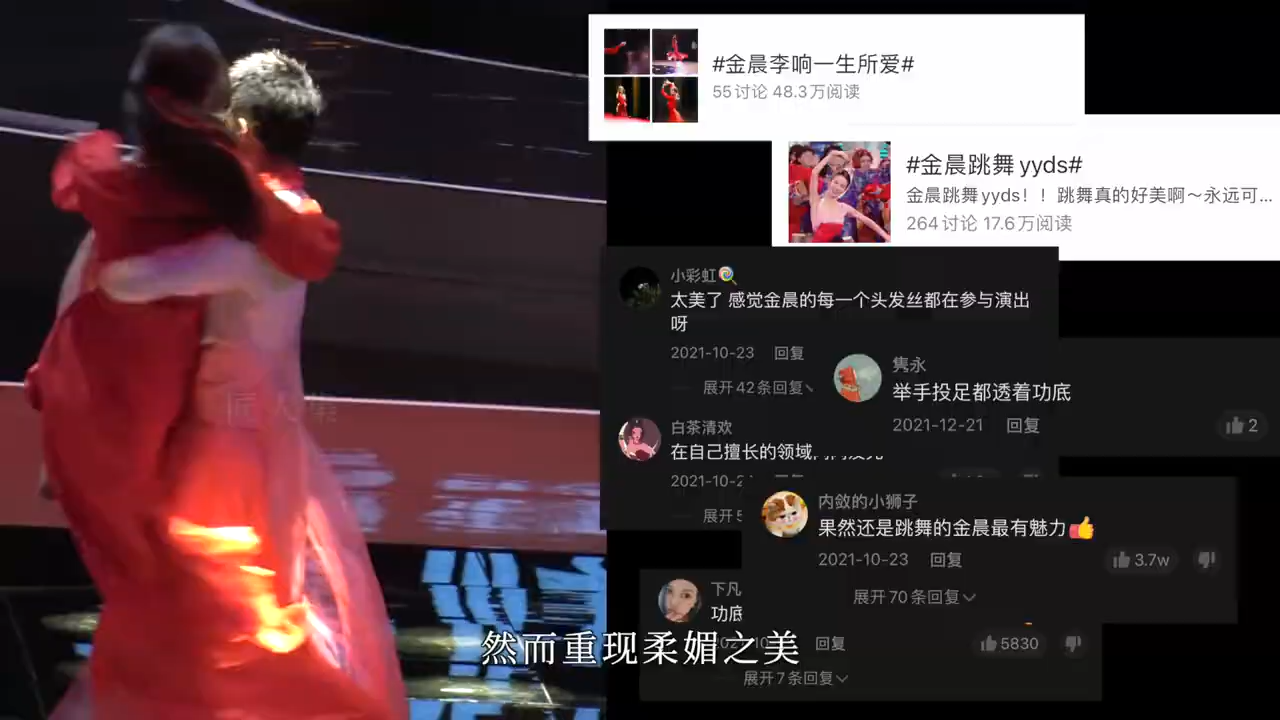 #金晨李响一生所爱#
55讨论 48.3万阅读
#金晨跳舞yyds#
金晨跳舞yyds！！跳舞真的好美啊～永远可...
264讨论 17.6万阅读
小彩虹🍭
太美了 感觉金晨的每一个头发丝都在参与演出
呀
2021-10-23 回复
展开42条回复
隽永
举手投足都透着功底
2021-12-21 回复
2
白茶清欢
在自己擅长的领域
2021-10-2
展开5
内敛的小狮子
果然还是跳舞的金晨最有魅力👍
2021-10-23 回复
3.7w
展开70条回复
下凡
功底
回复
5830
展开7条回复
然而重现柔媚之美